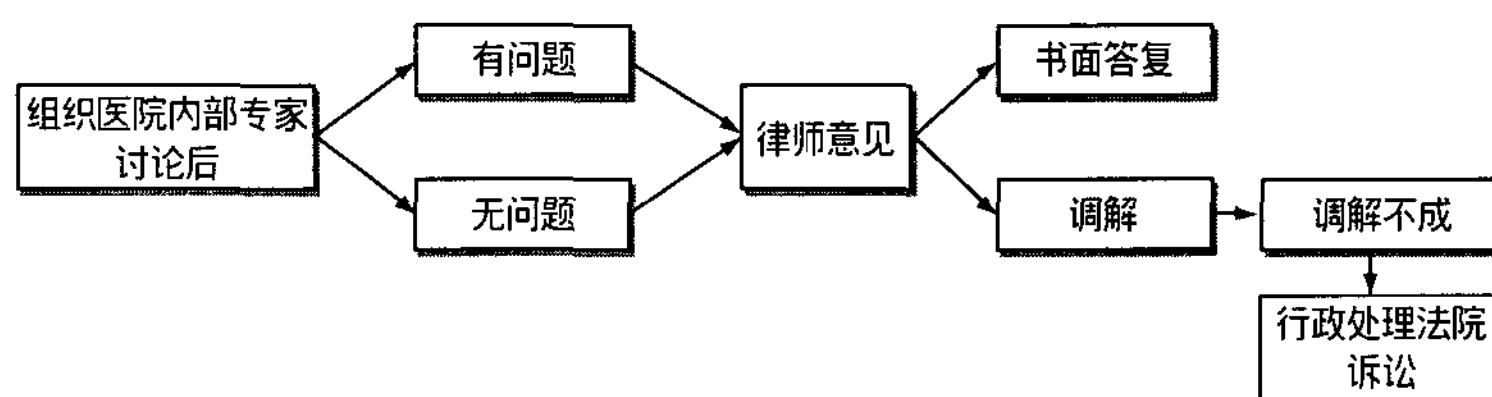 组织医院内部专家
讨论后
有问题
无问题
律师意见
书面答复
调解
调解不成
行政处理法院
诉讼